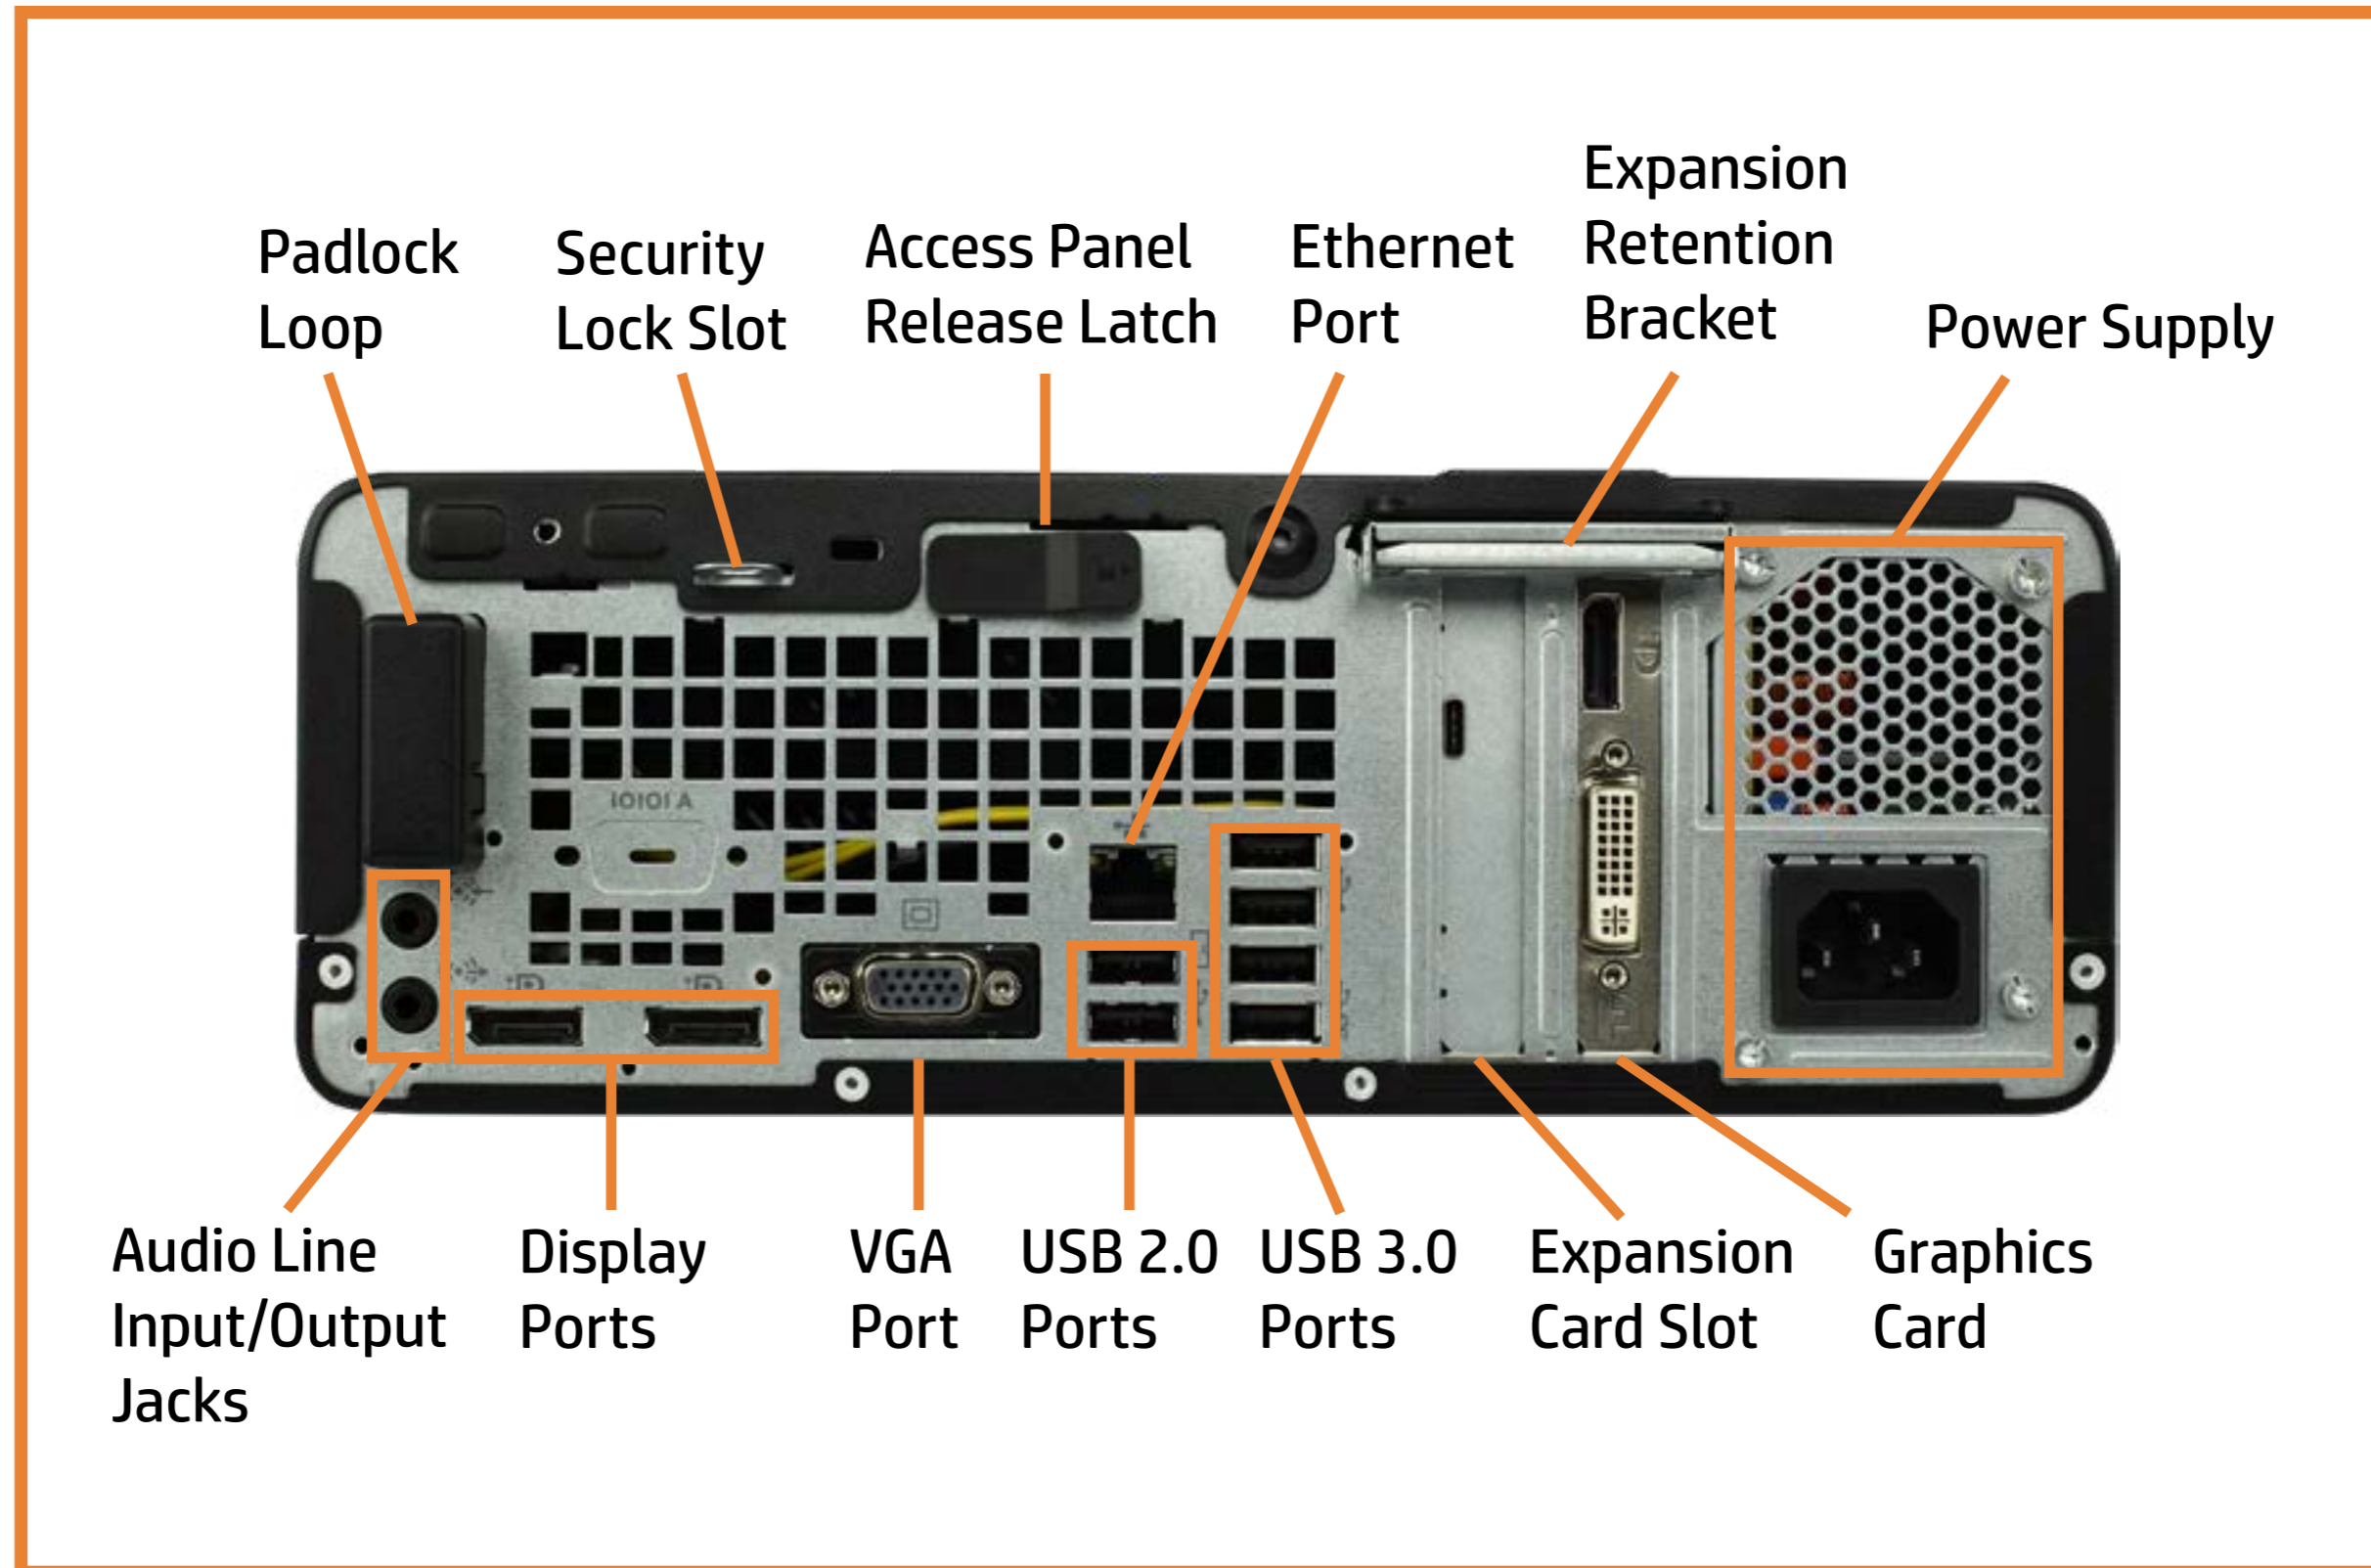 Padlock
Loop
Security
Lock Slot
Access Panel
Release Latch
Ethernet
Port
Expansion
Retention
Bracket
Power Supply
IOIOI A
Audio Line
Input/Output
Jacks
Display
Ports
VGA
Port
USB 2.0
Ports
USB 3.0
Ports
Expansion
Card Slot
Graphics
Card